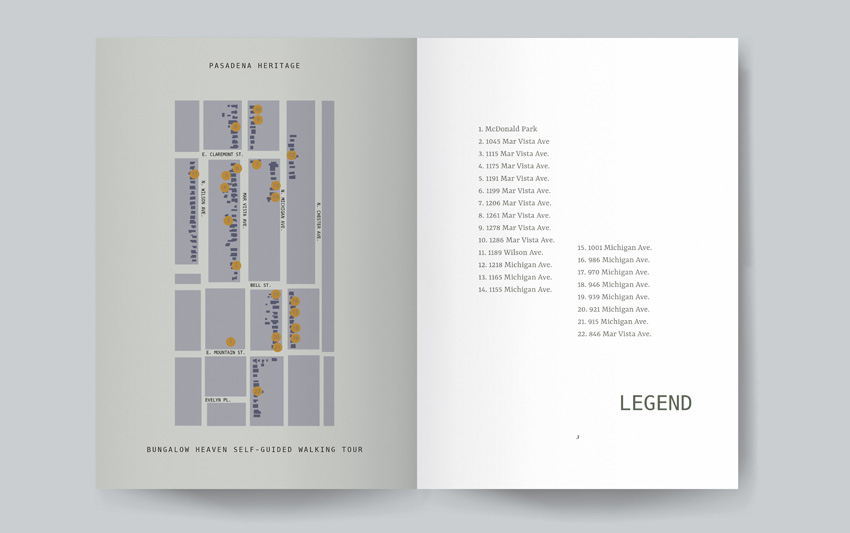 PASADENA HERITAGE
E. CLAREMONT ST.
N. WILSON AVE.
MAR VISTA AVE.
N. MICHIGAN AVE.
N. CHESTER AVE.
BELL ST.
E. MOUNTAIN ST.
EVELYN PL.
BUNGALOW HEAVEN SELF-GUIDED WALKING TOUR
1. McDonald Park
2. 1045 Mar Vista Ave
3. 1115 Mar Vista Ave.
4. 1175 Mar Vista Ave.
5. 1191 Mar Vista Ave.
6. 1199 Mar Vista Ave.
7. 1206 Mar Vista Ave.
8. 1261 Mar Vista Ave.
9. 1278 Mar Vista Ave.
10. 1286 Mar Vista Ave.
11. 1189 Wilson Ave.
12. 1218 Michigan Ave.
13. 1165 Michigan Ave.
14. 1155 Michigan Ave.
15. 1001 Michigan Ave.
16. 986 Michigan Ave.
17. 970 Michigan Ave.
18. 946 Michigan Ave.
19. 939 Michigan Ave.
20. 921 Michigan Ave.
21. 915 Michigan Ave.
22. 846 Michigan Ave.
LEGEND